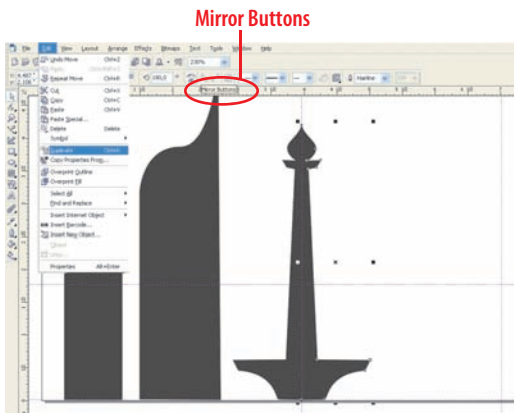 Mirror Buttons
File Edit View Layout Arrange Effects Bitmaps Text Tools Window Help
Undo Move Ctrl+Z
Repeat Move Ctrl+R
Cut Ctrl+X
Copy Ctrl+C
Paste Ctrl+V
Paste Special...
Delete Delete
Symbol
Duplicate Ctrl+D
Copy Properties From...
Overprint Outline
Overprint Fill
Select All
Find and Replace
Insert Internet Object
Insert Barcode...
Insert New Object...
Properties Alt+Enter
230%
Hairline
Mirror Buttons